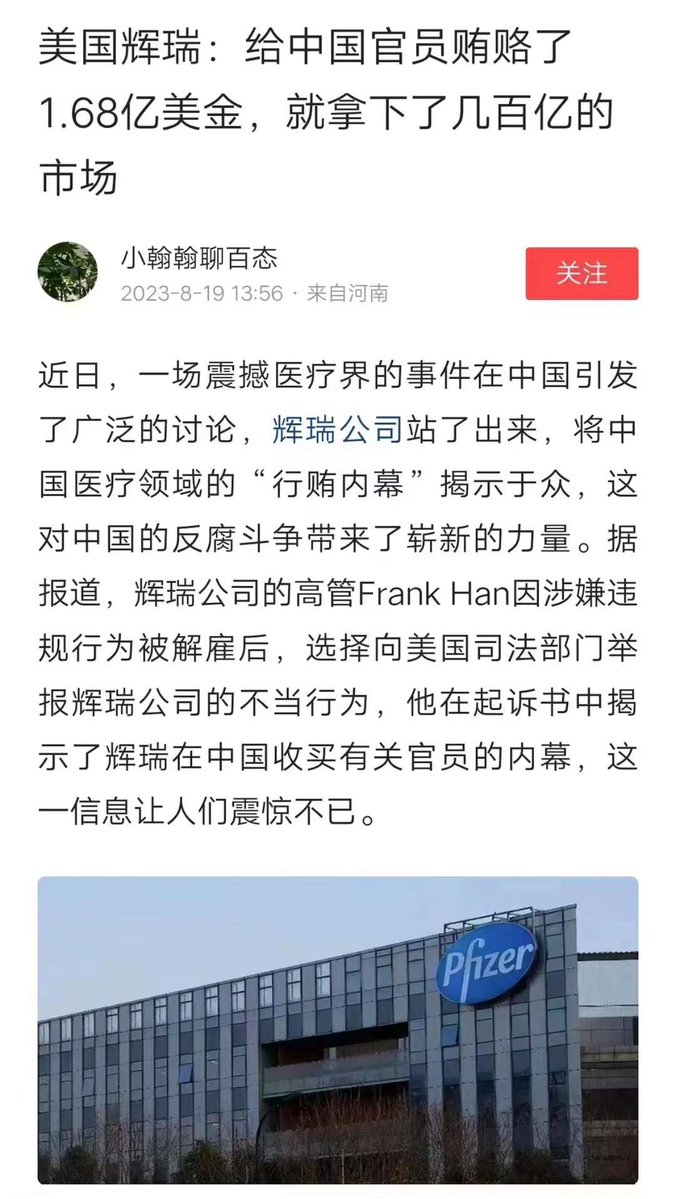 美国辉瑞：给中国官员贿赂了
1.68亿美金，就拿下了几百亿的
市场
小翰翰聊百态
2023-8-19 13:56 · 来自河南
关注
近日，一场震撼医疗界的事件在中国引发
了广泛的讨论，辉瑞公司站了出来，将中
国医疗领域的“行贿内幕”揭示于众，这
对中国的反腐斗争带来了崭新的力量。据
报道，辉瑞公司的高管Frank Han因涉嫌违
规行为被解雇后，选择向美国司法部门举
报辉瑞公司的不当行为，他在起诉书中揭
示了辉瑞在中国收买有关官员的内幕，这
一信息让人们震惊不已。
Pfizer